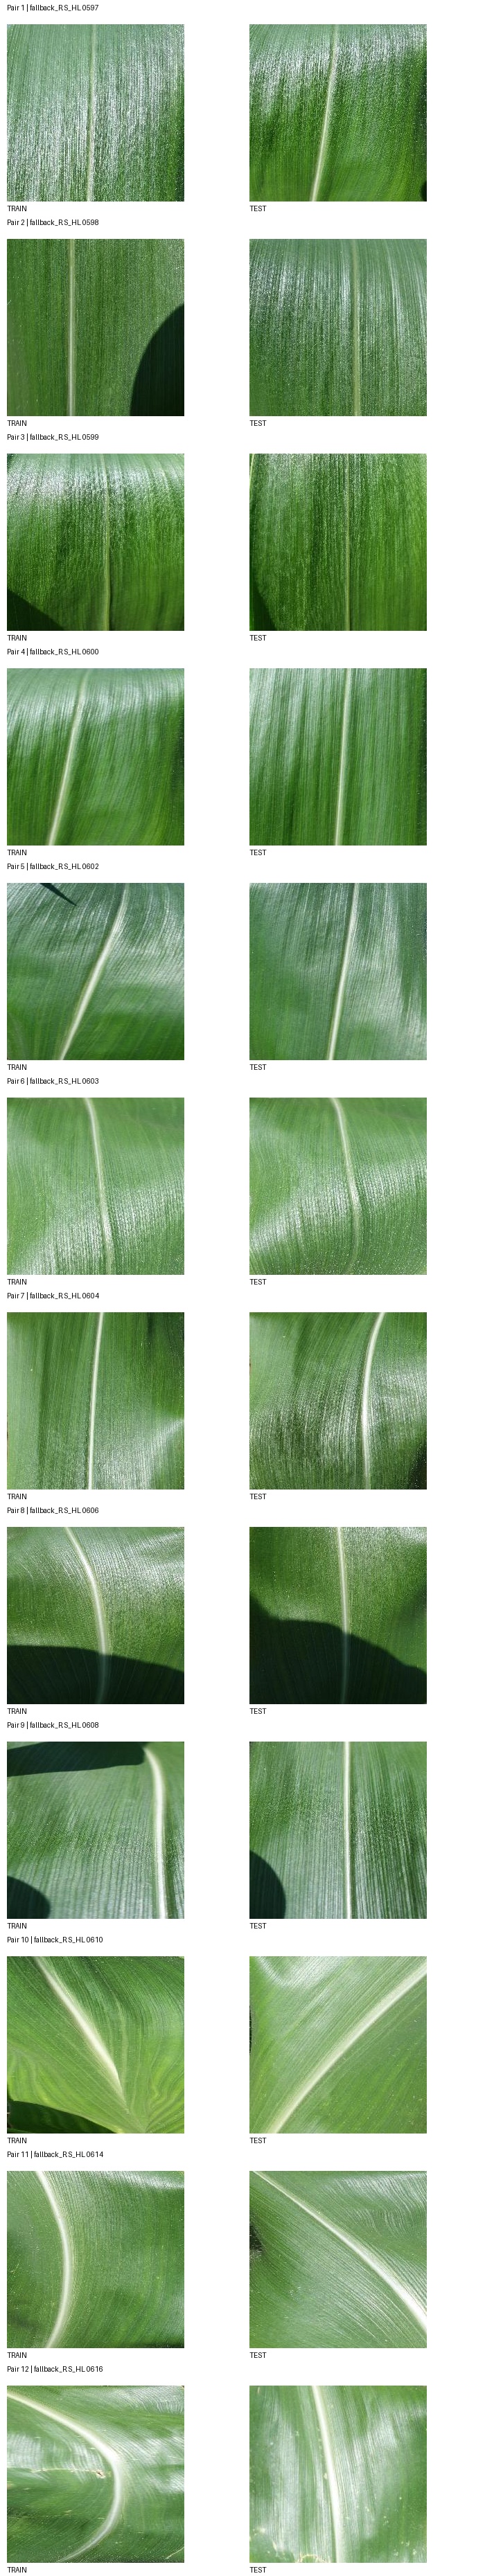 Pair 1 | fallback_RS_HL 0597
TRAIN
TEST
Pair 2 | fallback_RS_HL 0598
TRAIN
TEST
Pair 3 | fallback_RS_HL 0599
TRAIN
TEST
Pair 4 | fallback_RS_HL 0600
TRAIN
TEST
Pair 5 | fallback_RS_HL 0602
TRAIN
TEST
Pair 6 | fallback_RS_HL 0603
TRAIN
TEST
Pair 7 | fallback_RS_HL 0604
TRAIN
TEST
Pair 8 | fallback_RS_HL 0606
TRAIN
TEST
Pair 9 | fallback_RS_HL 0608
TRAIN
TEST
Pair 10 | fallback_RS_HL 0610
TRAIN
TEST
Pair 11 | fallback_RS_HL 0614
TRAIN
TEST
Pair 12 | fallback_RS_HL 0616
TRAIN
TEST